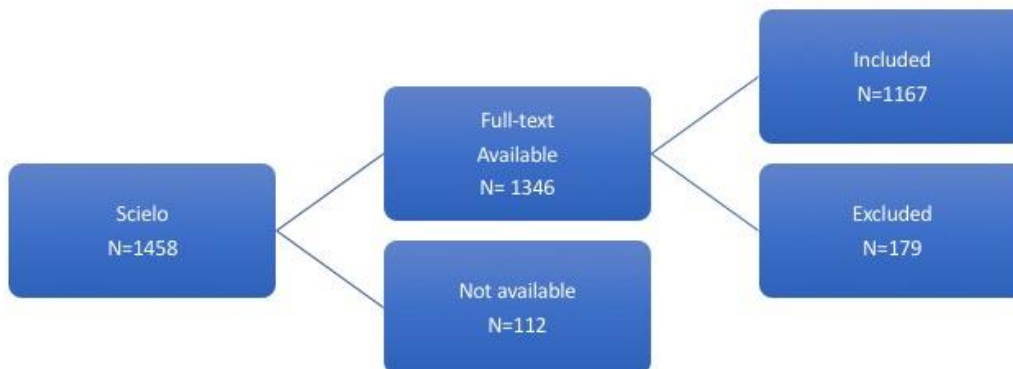 Scielo
N=1458
Full-text
Available
N= 1346
Not available
N=112
Included
N=1167
Excluded
N=179